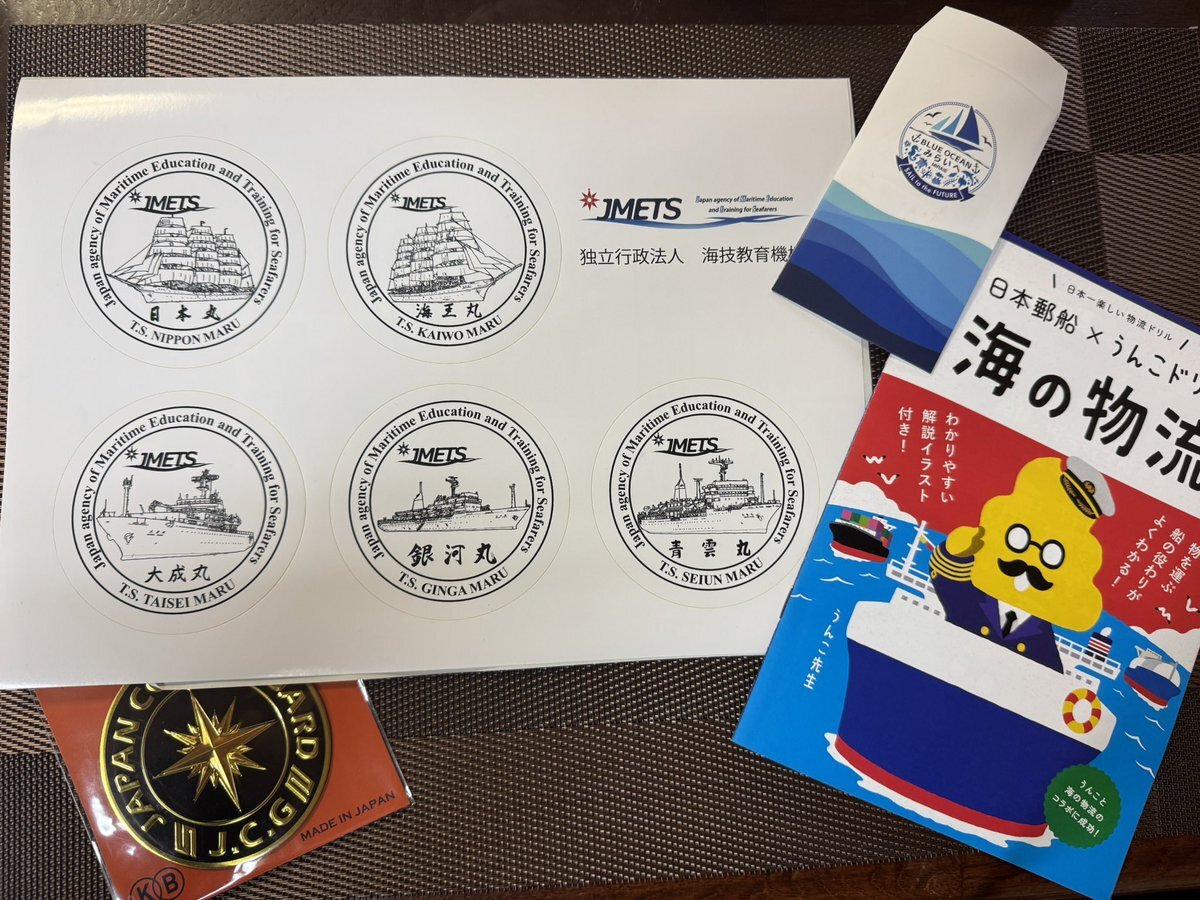 Japan agency of Maritime Education and Training for Seafarers
JMETS
日本丸
T.S. NIPPON MARU
Japan agency of Maritime Education and Training for Seafarers
JMETS
海王丸
T.S. KAIWO MARU
JMETS
Japan agency of Maritime Education
and Training for Seafarers
独立行政法人 海技教育機
Japan agency of Maritime Education and Training for Seafarers
JMETS
大成丸
T.S. TAISEI MARU
Japan agency of Maritime Education and Training for Seafarers
JMETS
銀河丸
T.S. GINGA MARU
Japan agency of Maritime Education and Training for Seafarers
JMETS
青雲丸
T.S. SEIUN MARU
BLUE OCEAN
みらいへ
SAIL to the FUTURE
日本一楽しい物流ドリル
日本郵船×うんこドリ
海の物流
わかりやすい
解説イラスト
付き!
物を運ぶ
船の役わりが
よくわかる!
うんこ先生
うんこと
海の物流の
コラボに成功!
JAPAN CO
ARD
J.C.G
MADE IN JAPAN
KB